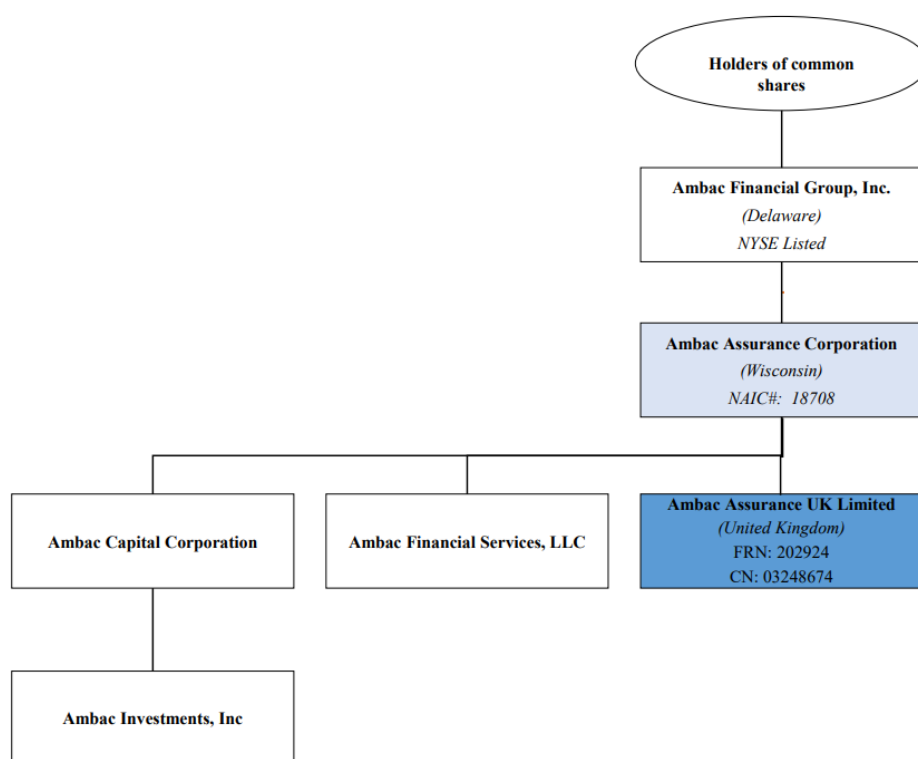 Holders of common
shares
Ambac Financial Group, Inc.
(Delaware)
NYSE Listed
Ambac Assurance Corporation
(Wisconsin)
NAIC#: 18708
Ambac Capital Corporation
Ambac Financial Services, LLC
Ambac Assurance UK Limited
(United Kingdom)
FRN: 202924
CN: 03248674
Ambac Investments, Inc